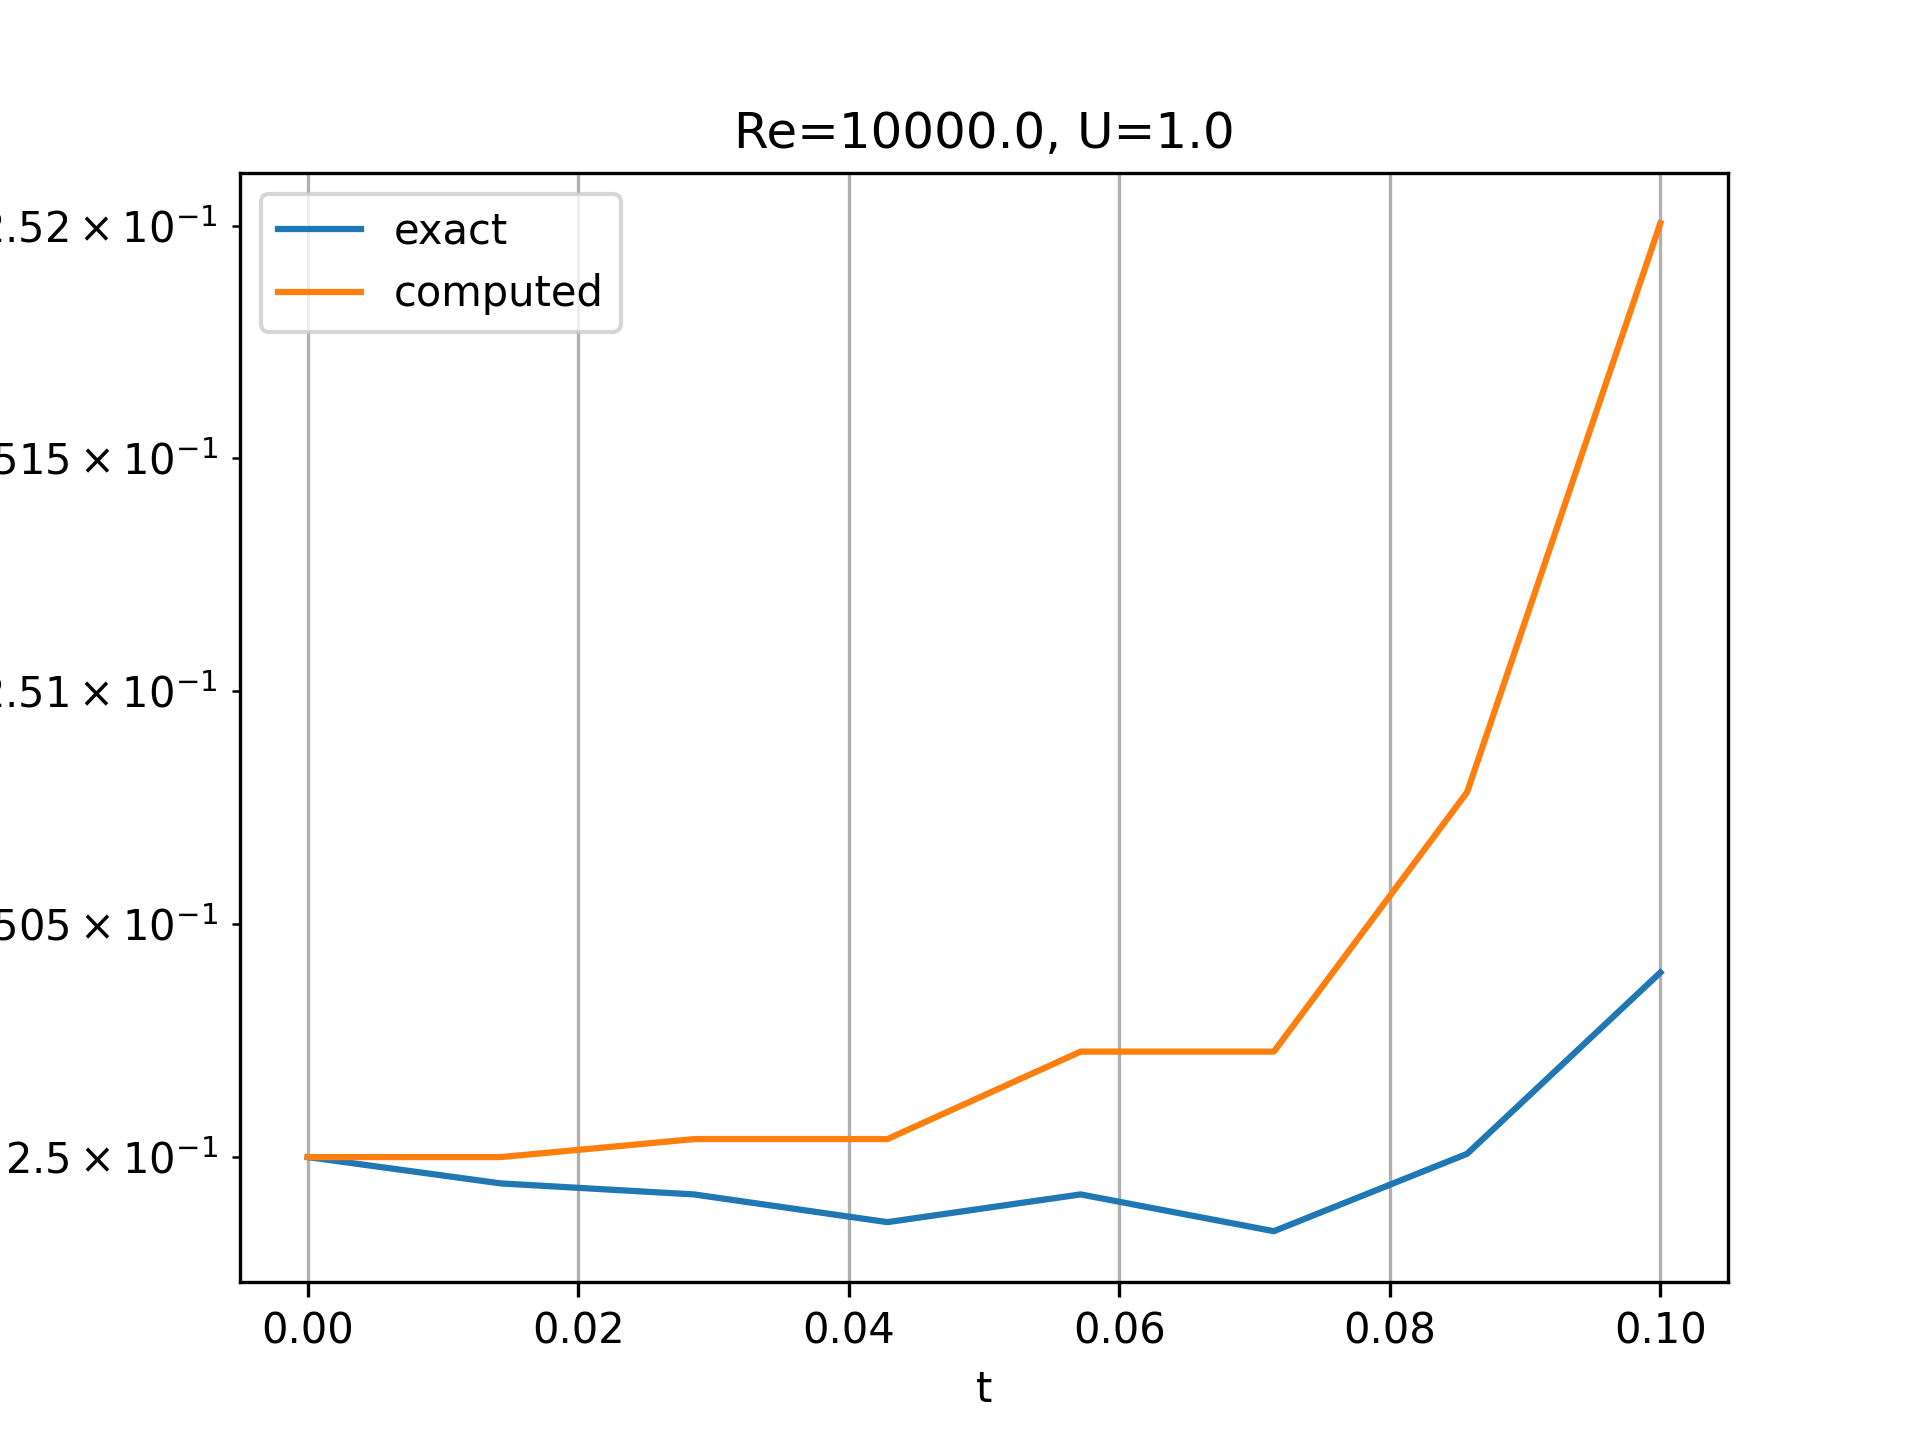 Re=10000.0, U=1.0
exact
computed
.52 × 10⁻¹
515 × 10⁻¹
.51 × 10⁻¹
505 × 10⁻¹
2.5 × 10⁻¹
0.00 0.02 0.04 0.06 0.08 0.10
t